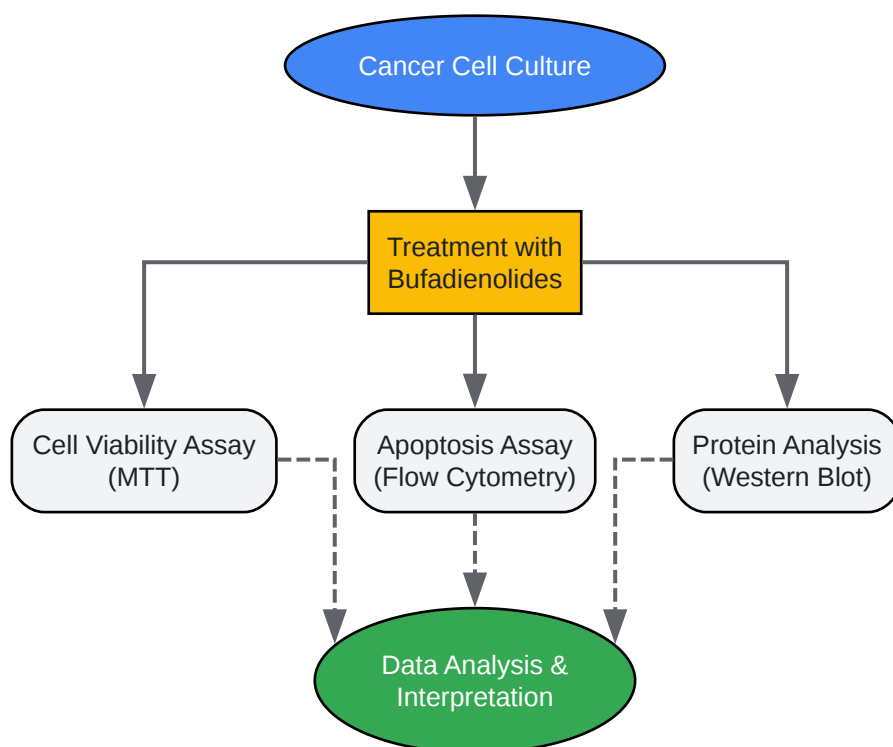 Cancer Cell Culture
Treatment with
Bufadienolides
Cell Viability Assay
(MTT)
Apoptosis Assay
(Flow Cytometry)
Protein Analysis
(Western Blot)
Data Analysis &
Interpretation